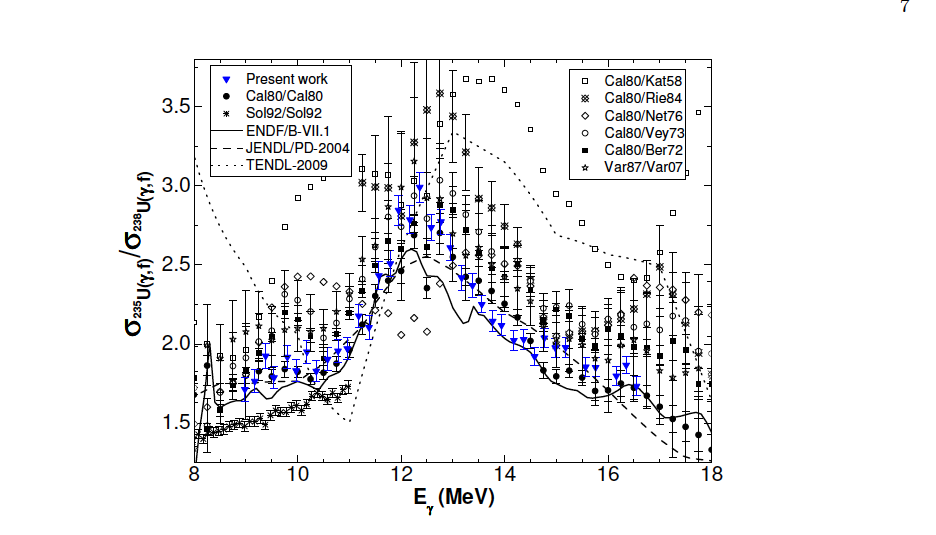 7
σ235U(γ,f)/σ238U(γ,f)
3.5
3.0
2.5
2.0
1.5
Present work
Cal80/Cal80
Sol92/Sol92
ENDF/B-VII.1
JENDL/PD-2004
TENDL-2009
Cal80/Kat58
Cal80/Rie84
Cal80/Net76
Cal80/Vey73
Cal80/Ber72
Var87/Var07
8 10 12 14 16 18
Eγ (MeV)